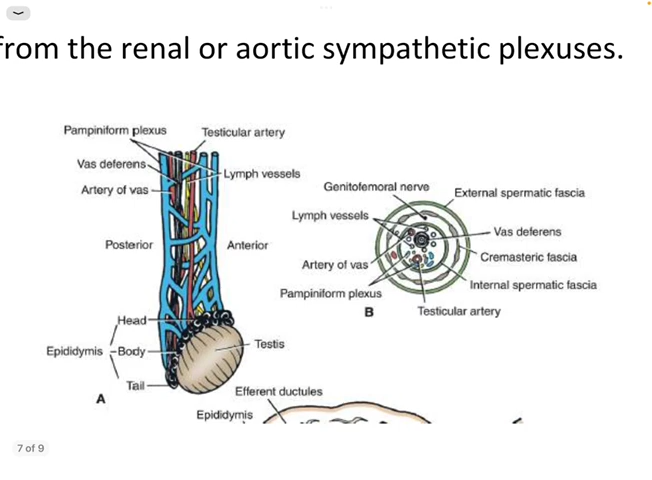 from the renal or aortic sympathetic plexuses.
Pampiniform plexus
Testicular artery
Vas deferens
Lymph vessels
Artery of vas
Posterior
Anterior
Head
Epididymis
Body
Tail
Testis
A
Genitofemoral nerve
External spermatic fascia
Lymph vessels
Vas deferens
Cremasteric fascia
Artery of vas
Internal spermatic fascia
Pampiniform plexus
Testicular artery
B
Efferent ductules
Epididymis
7 of 9